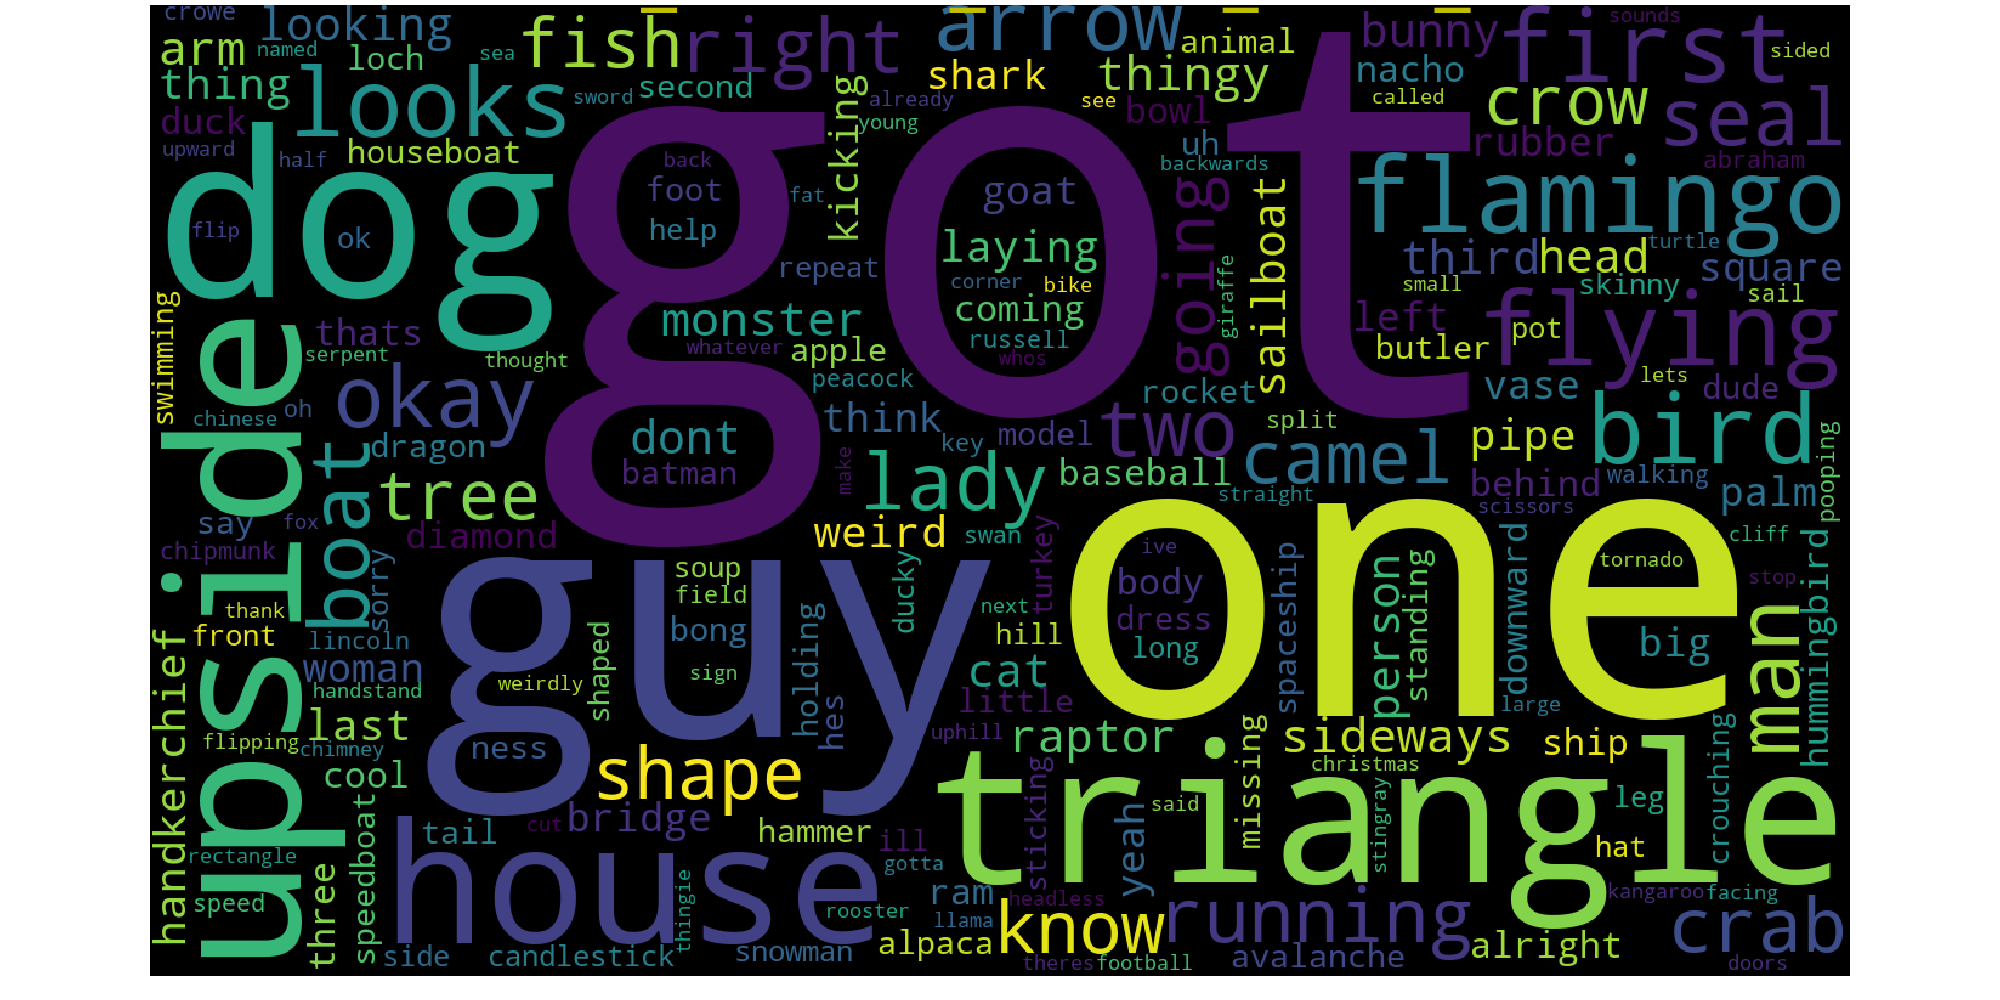 crowe
looking
fish
right
arrow
animal
bunny
first
sounds
sided
arm
named
loch
sea
shark
thingy
nacho
thing
looks
sword
second
kicking
already
see
called
crow
seal
duck
young
bowl
uh
rubber
upward
half
houseboat
back
backwards
abraham
dog
got
foot
fat
goat
going
sailboat
flamingo
flip
ok
help
laying
third
head
turtle
square
repeat
corner
bike
giraffe
small
skinny
sail
swimming
upside
thats
monster
coming
left
flying
serpent
thought
whatever
apple
russell
whos
butler
pot
okay
peacock
rocket
vase
lets
dude
chinese
oh
boat
dragon
dont
think
key
model
two
split
camel
pipe
bird
pooping
batman
make
lady
baseball
straight
behind
walking
palm
say
fox
tree
scissors
chipmunk
diamond
weird
swan
turkey
ive
one
tornado
cliff
sorry
guy
soup
field
ducky
next
body
spaceship
person
standing
downward
stop
man
hummingbird
handkerchief
thank
front
lincoln
bong
holding
hes
hill
dress
long
big
woman
handstand
weirdly
sign
shaped
cat
little
large
last
flipping
chimney
ness
uphill
raptor
missing
sideways
ship
cool
shape
christmas
triangle
crouching
speedboat
tail
cut
bridge
hammer
ill
sticking
yeah
said
stingray
leg
hat
rectangle
house
gotta
speed
three
thingie
rooster
ram
llama
headless
running
kangaroo
facing
side
candlestick
snowman
alpaca
know
theres
football
avalanche
alright
crab
doors